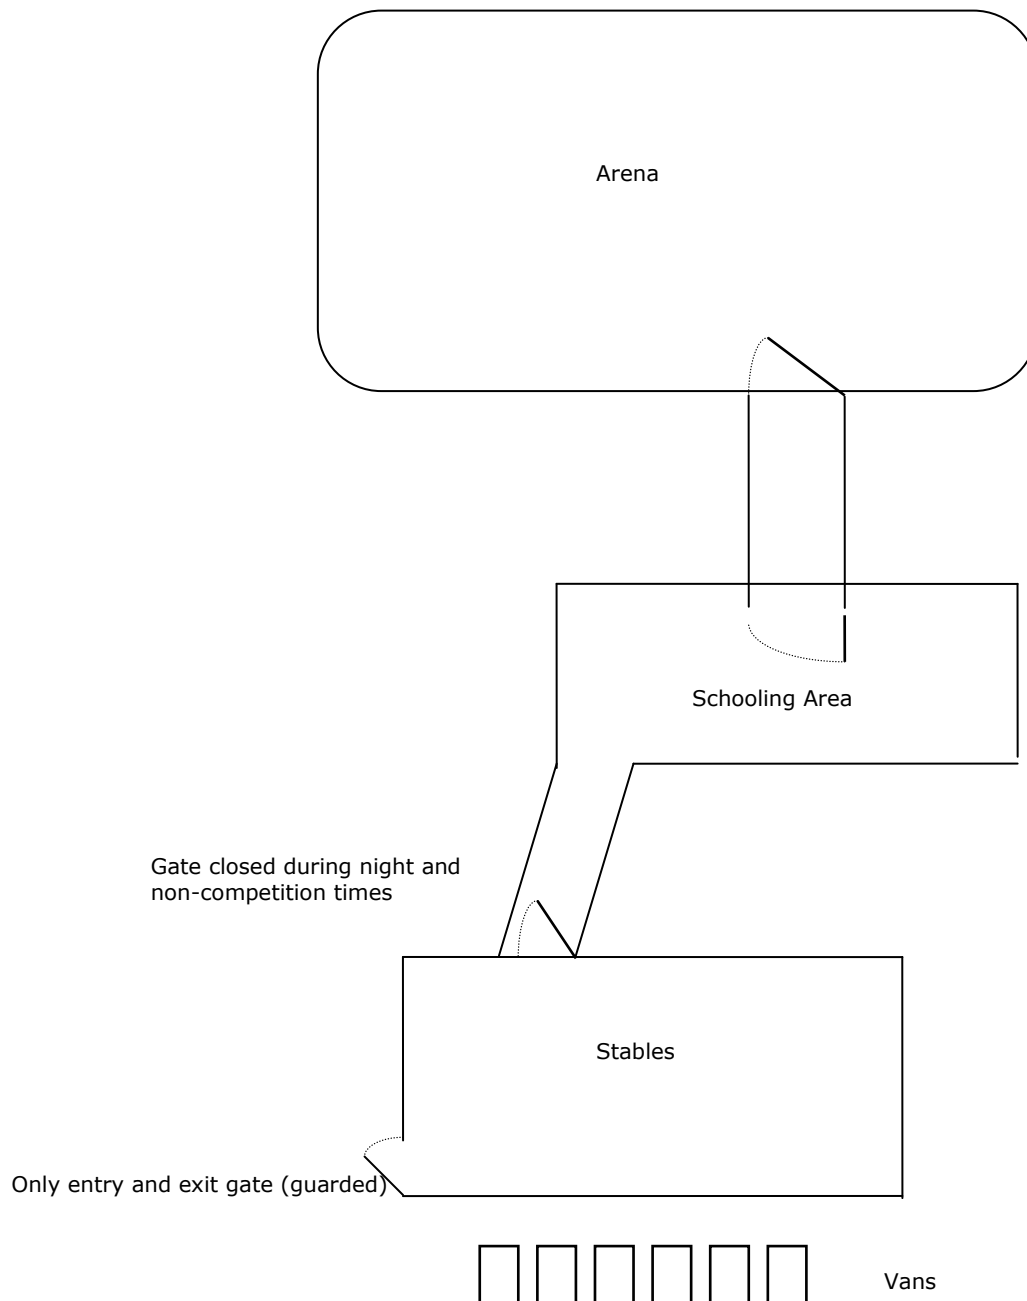 Arena
Schooling Area
Gate closed during night and
non-competition times
Stables
Only entry and exit gate (guarded)
Vans